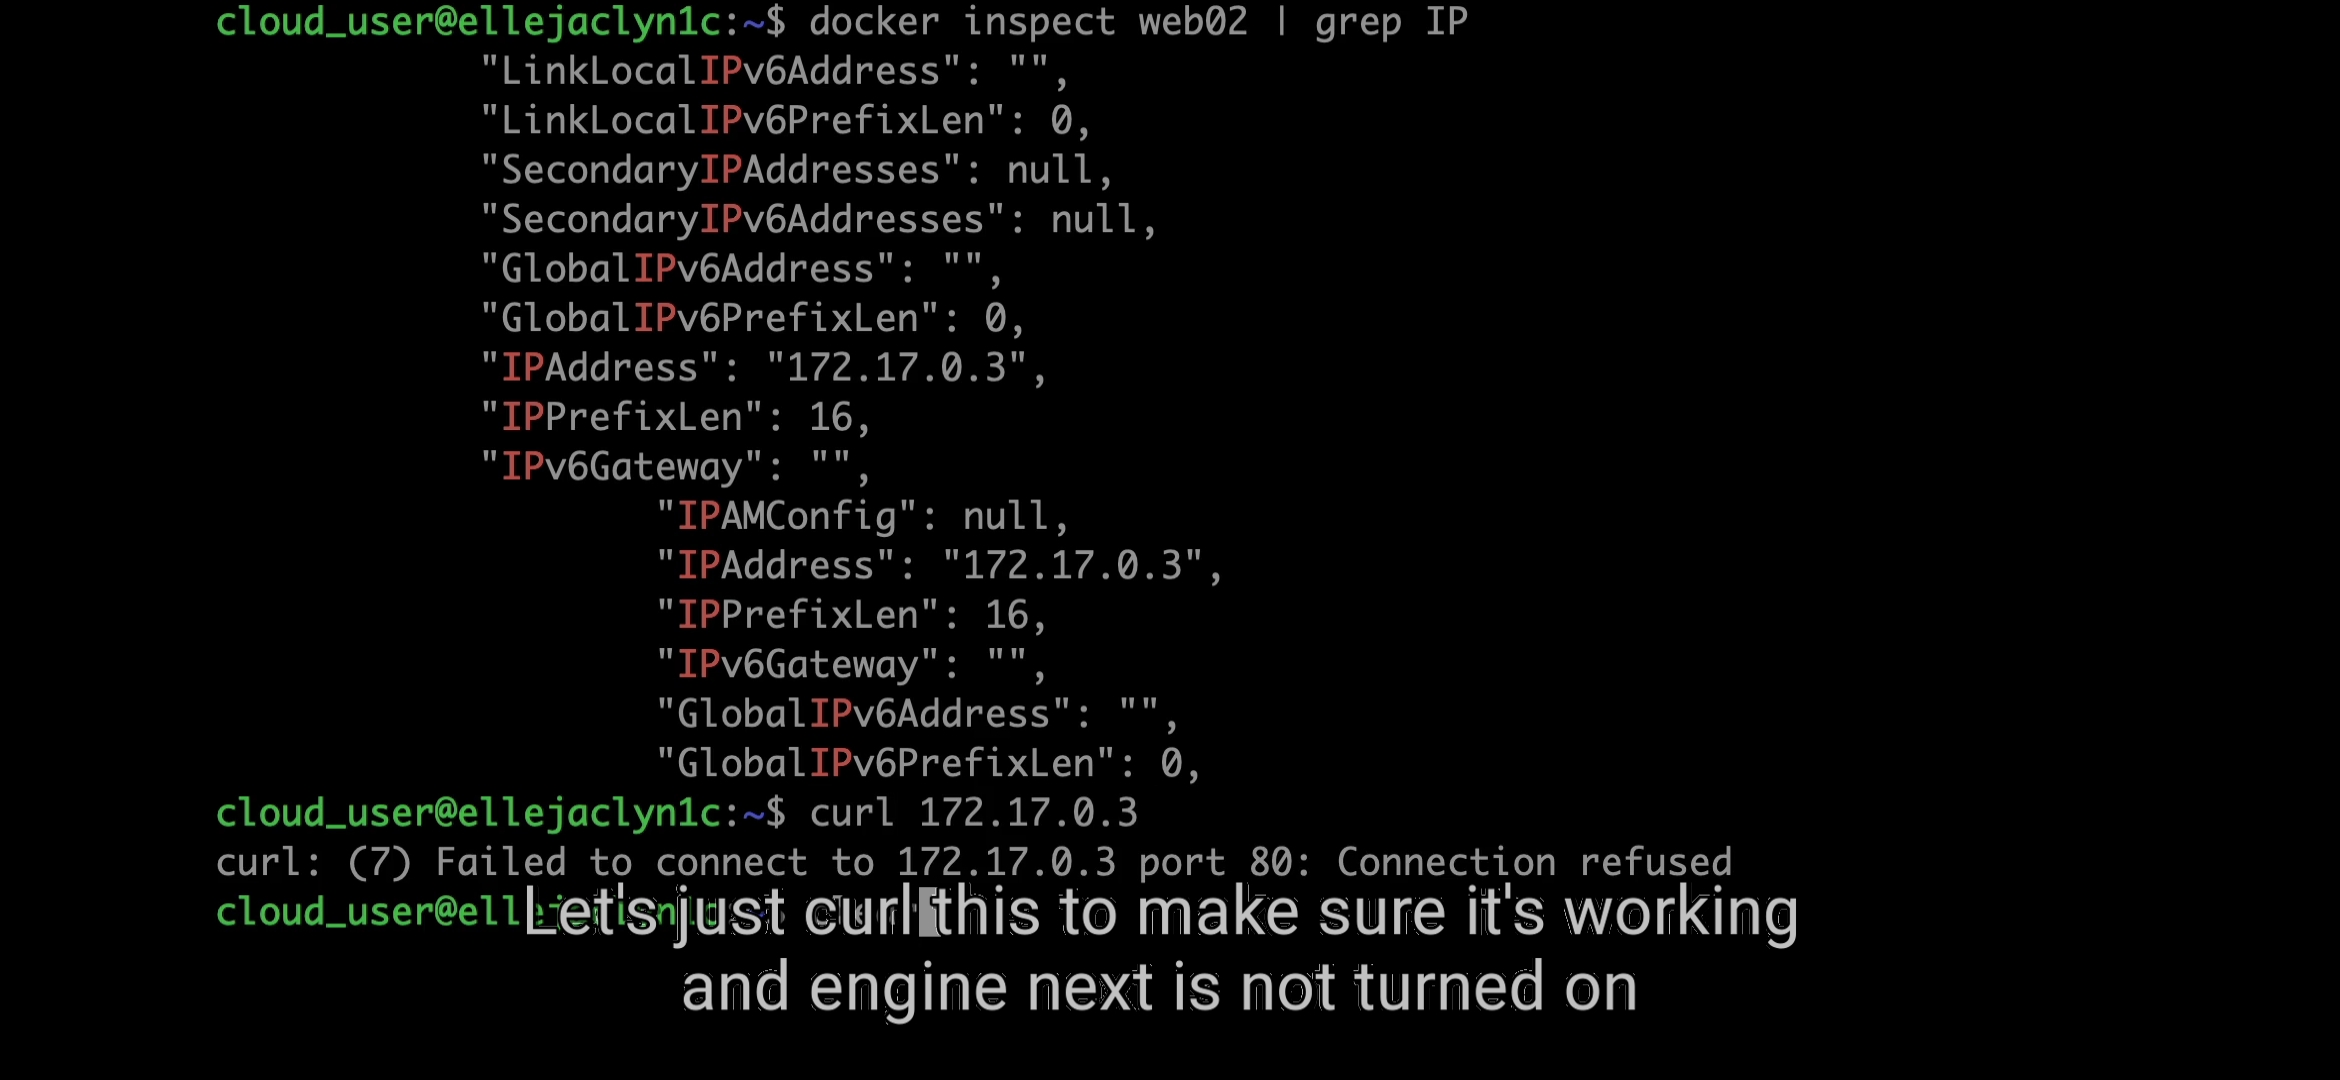 cloud_user@ellejaclyn1c:~$ docker inspect web02 | grep IP
"LinkLocalIPv6Address": "",
"LinkLocalIPv6PrefixLen": 0,
"SecondaryIPAddresses": null,
"SecondaryIPv6Addresses": null,
"GlobalIPv6Address": "",
"GlobalIPv6PrefixLen": 0,
"IPAddress": "172.17.0.3",
"IPPrefixLen": 16,
"IPv6Gateway": "",
"IPAMConfig": null,
"IPAddress": "172.17.0.3",
"IPPrefixLen": 16,
"IPv6Gateway": "",
"GlobalIPv6Address": "",
"GlobalIPv6PrefixLen": 0,
cloud_user@ellejaclyn1c:~$ curl 172.17.0.3
curl: (7) Failed to connect to 172.17.0.3 port 80: Connection refused
Let's just curl this to make sure it's working
and engine next is not turned on